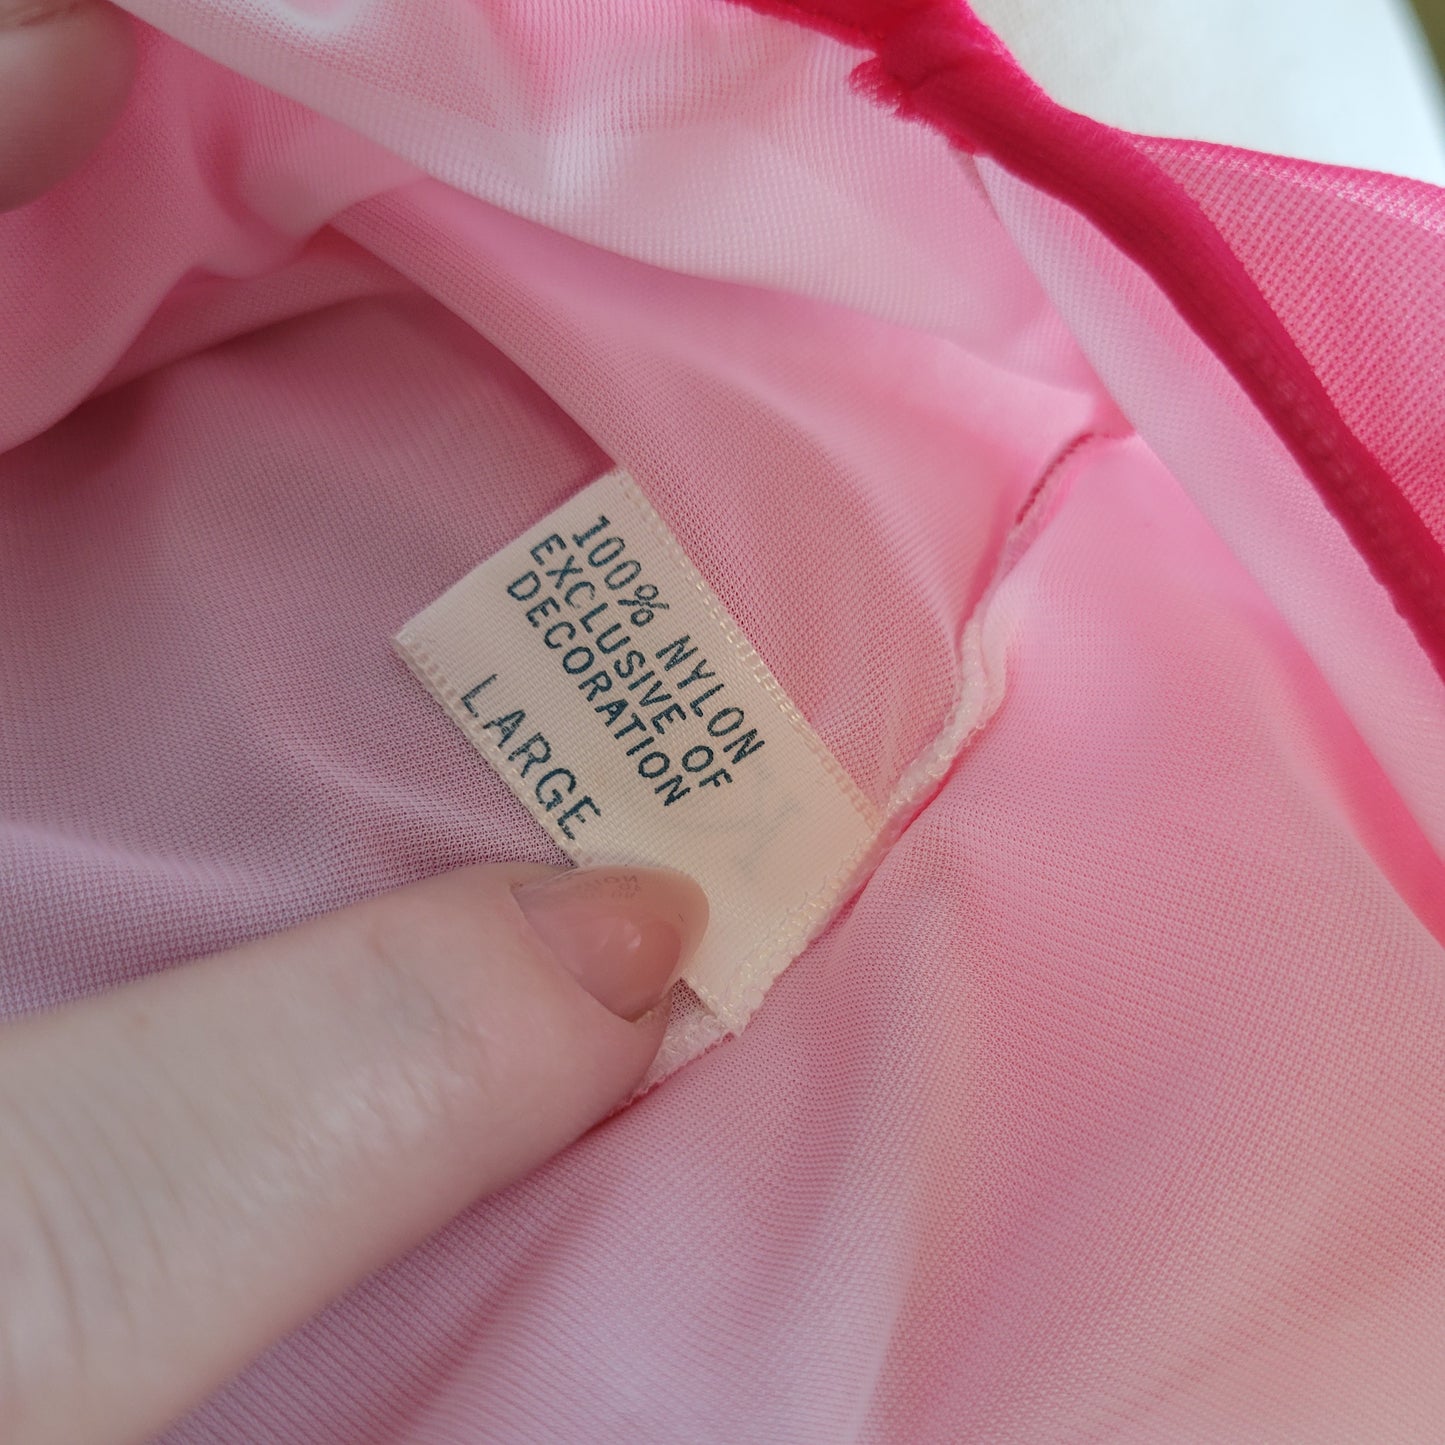 100% NYLON
EXCLUSIVE OF
DECORATION
LARGE